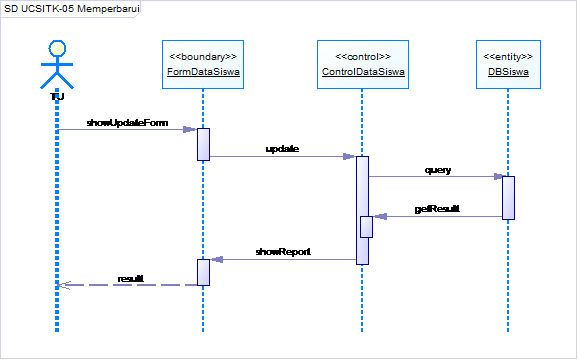 SD UCSITK-05 Memperbarui
<<boundary>>
FormDataSiswa
<<control>>
ControlDataSiswa
<<entity>>
DBSiswa
TU
showUpdateForm
update
query
getResult
showReport
result